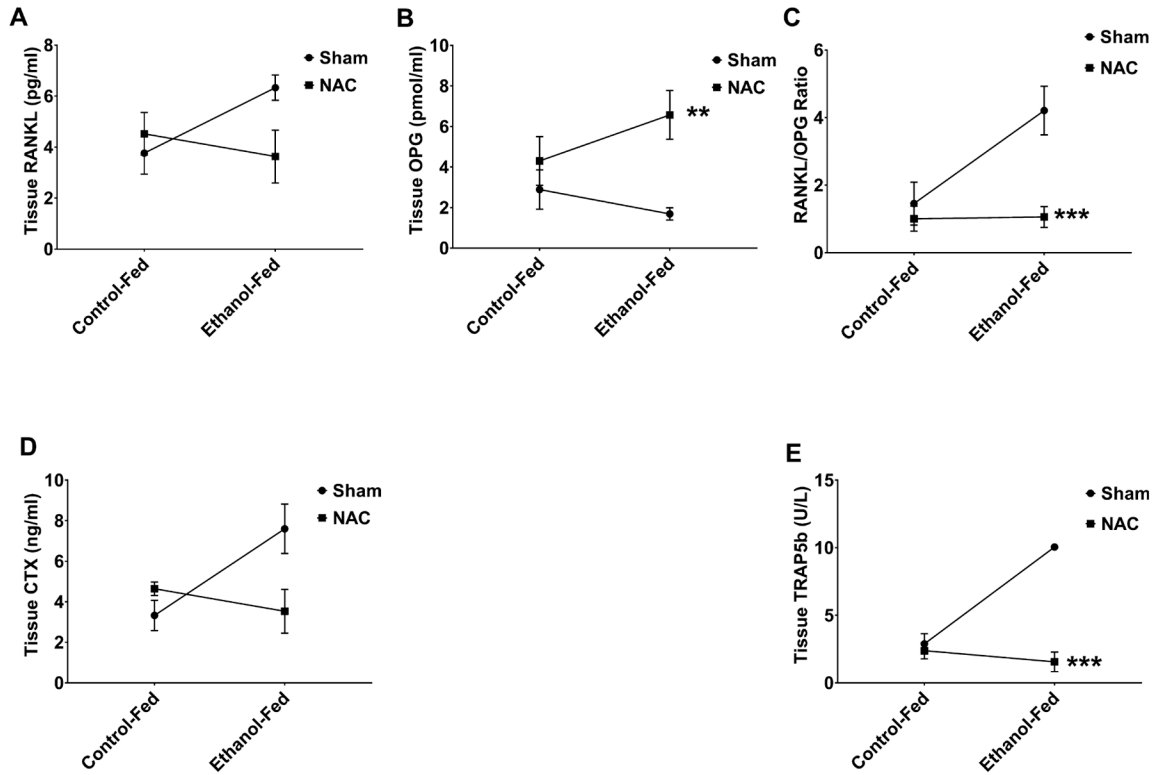 A
Tissue RANKL (pg/ml)
8
6
4
2
0
Sham
NAC
Control-Fed
Ethanol-Fed
B
Tissue OPG (pmol/ml)
10
8
6
4
2
0
Sham
NAC
**
Control-Fed
Ethanol-Fed
C
RANKL/OPG Ratio
6
4
2
0
Sham
NAC
***
Control-Fed
Ethanol-Fed
D
Tissue CTX (ng/ml)
10
8
6
4
2
0
Sham
NAC
Control-Fed
Ethanol-Fed
E
Tissue TRAP5b (U/L)
15
10
5
0
Sham
NAC
***
Control-Fed
Ethanol-Fed